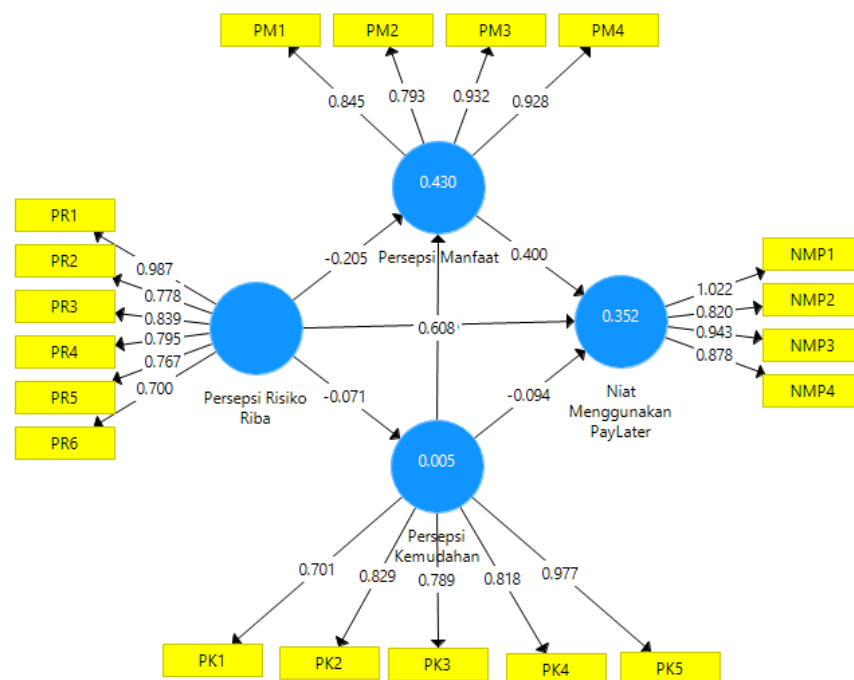 PM1
PM2
PM3
PM4
0.845
0.793
0.932
0.928
0.430
Persepsi Manfaat
PR1
PR2
PR3
PR4
PR5
PR6
0.987
0.778
0.839
0.795
0.767
0.700
Persepsi Risiko
Riba
-0.205
0.400
0.608
-0.071
-0.094
0.352
Niat
Menggunakan
PayLater
1.022
0.820
0.943
0.878
NMP1
NMP2
NMP3
NMP4
0.005
Persepsi
Kemudahan
0.701
0.829
0.789
0.818
0.977
PK1
PK2
PK3
PK4
PK5